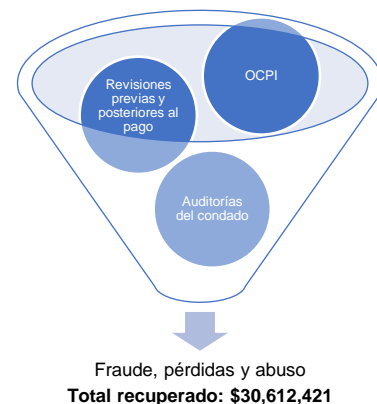 OCPI
Revisiones
previas y
posteriores al
pago
Auditorías
del condado
Fraude, pérdidas y abuso
Total recuperado: $30,612,421